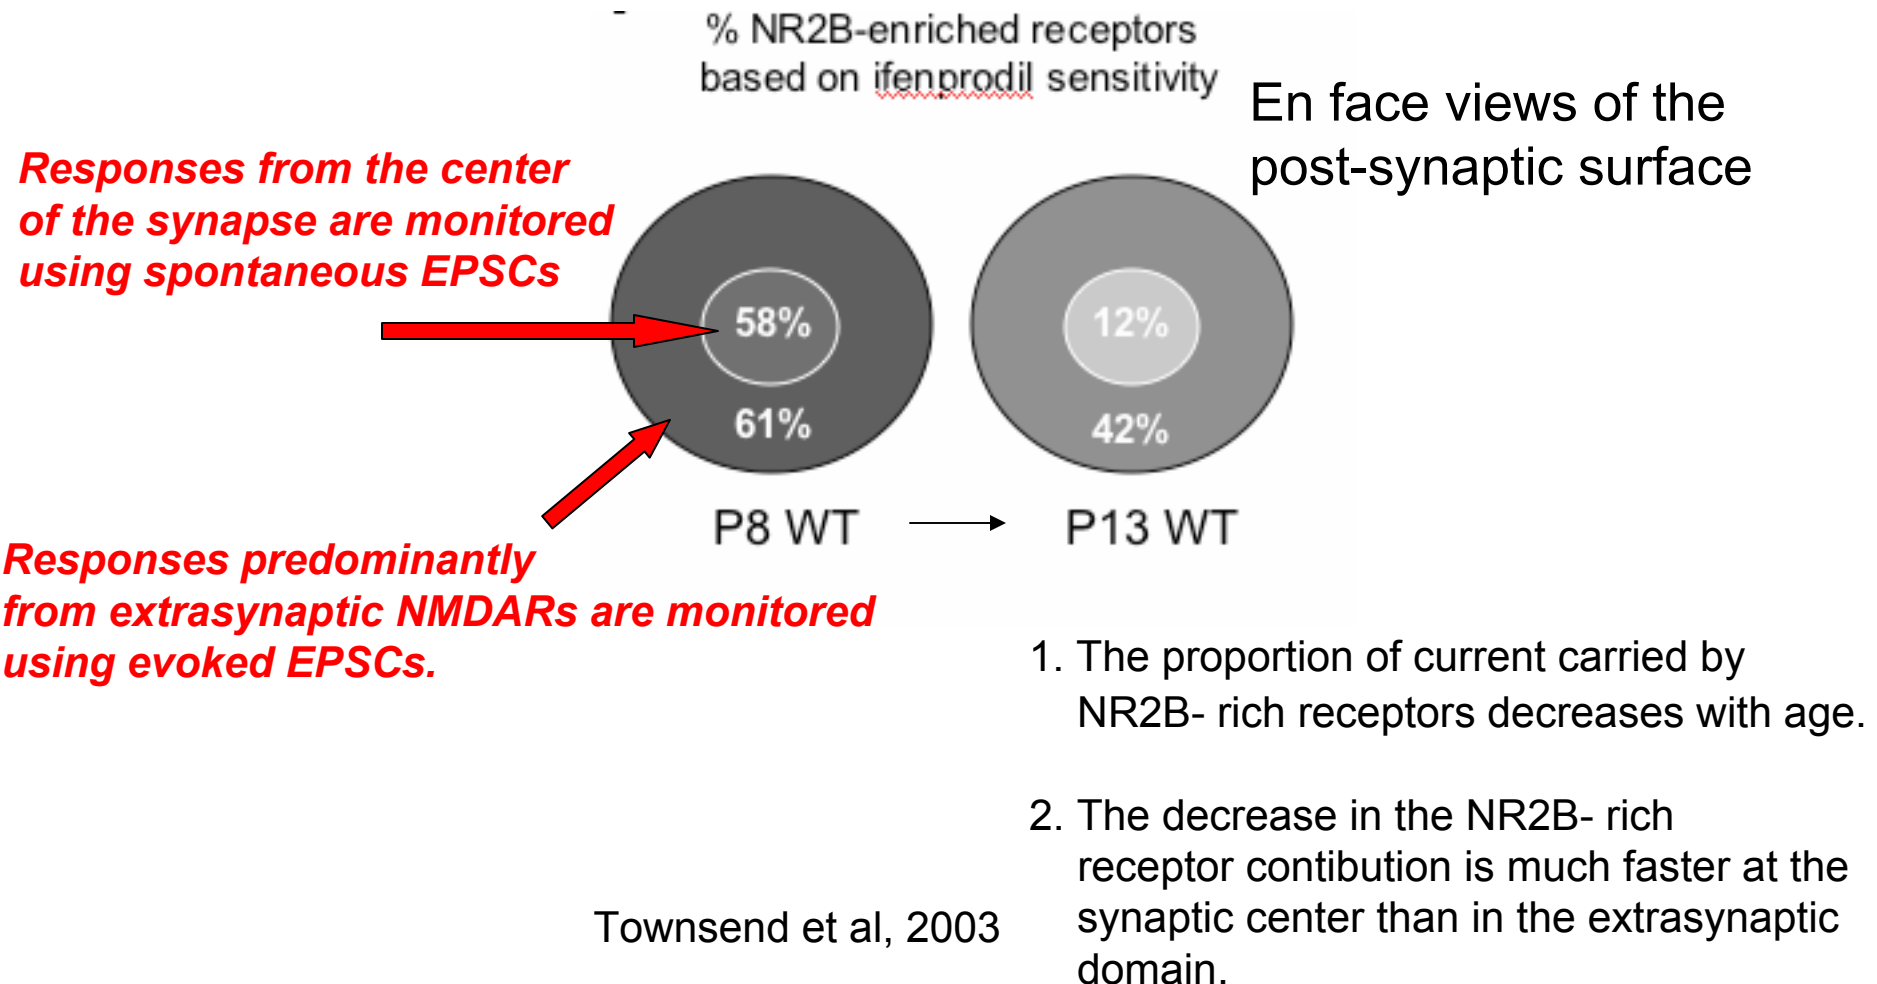 % NR2B-enriched receptors
based on ifenprodil sensitivity
En face views of the
post-synaptic surface
Responses from the center
of the synapse are monitored
using spontaneous EPSCs
58%
61%
12%
42%
P8 WT
P13 WT
Responses predominantly
from extrasynaptic NMDARs are monitored
using evoked EPSCs.
1. The proportion of current carried by
NR2B- rich receptors decreases with age.
2. The decrease in the NR2B- rich
receptor contibution is much faster at the
synaptic center than in the extrasynaptic
domain.
Townsend et al, 2003